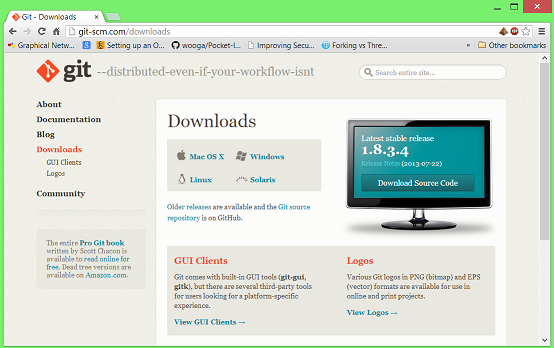 Git - Downloads
git-scm.com/downloads
Graphical Netw...
Setting up an O...
wooga/Pocket-I...
Improving Secu...
Forking vs Thre...
»
Other bookmarks
git --distributed-even-if-your-workflow-isnt
Search entire site...
About
Documentation
Blog
Downloads
GUI Clients
Logos
Community
The entire Pro Git book
written by Scott Chacon is
available to read online for
free. Dead tree versions are
available on Amazon.com.
Downloads
Mac OS X
Windows
Linux
Solaris
Older releases are available and the Git source
repository is on GitHub.
Latest stable release
1.8.3.4
Release Notes (2013-07-22)
Download Source Code
GUI Clients
Git comes with built-in GUI tools (git-gui,
gitk), but there are several third-party tools
for users looking for a platform-specific
experience.
View GUI Clients →
Logos
Various Git logos in PNG (bitmap) and EPS
(vector) formats are available for use in
online and print projects.
View Logos →